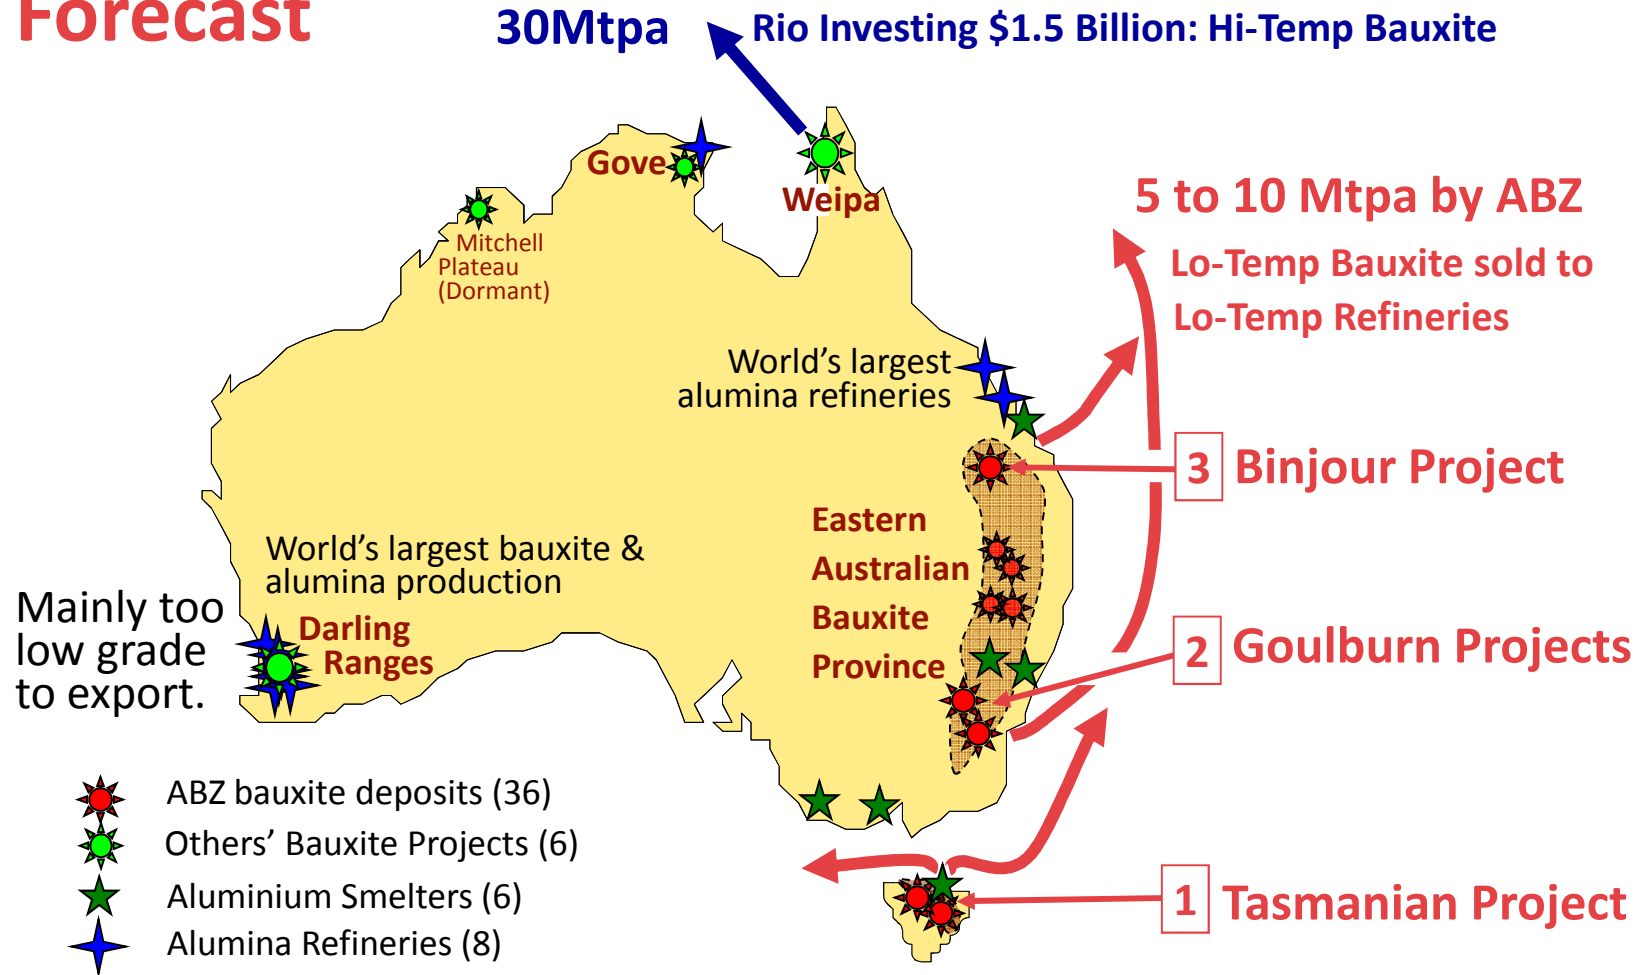 Forecast
30Mtpa
Rio Investing $1.5 Billion: Hi-Temp Bauxite
Gove
Weipa
Mitchell
Plateau
(Dormant)
5 to 10 Mtpa by ABZ
Lo-Temp Bauxite sold to
Lo-Temp Refineries
World’s largest
alumina refineries
3 Binjour Project
Eastern
Australian
Bauxite
Province
World’s largest bauxite &
alumina production
Mainly too
low grade
to export.
Darling
Ranges
2 Goulburn Projects
ABZ bauxite deposits (36)
Others’ Bauxite Projects (6)
Aluminium Smelters (6)
Alumina Refineries (8)
1 Tasmanian Project